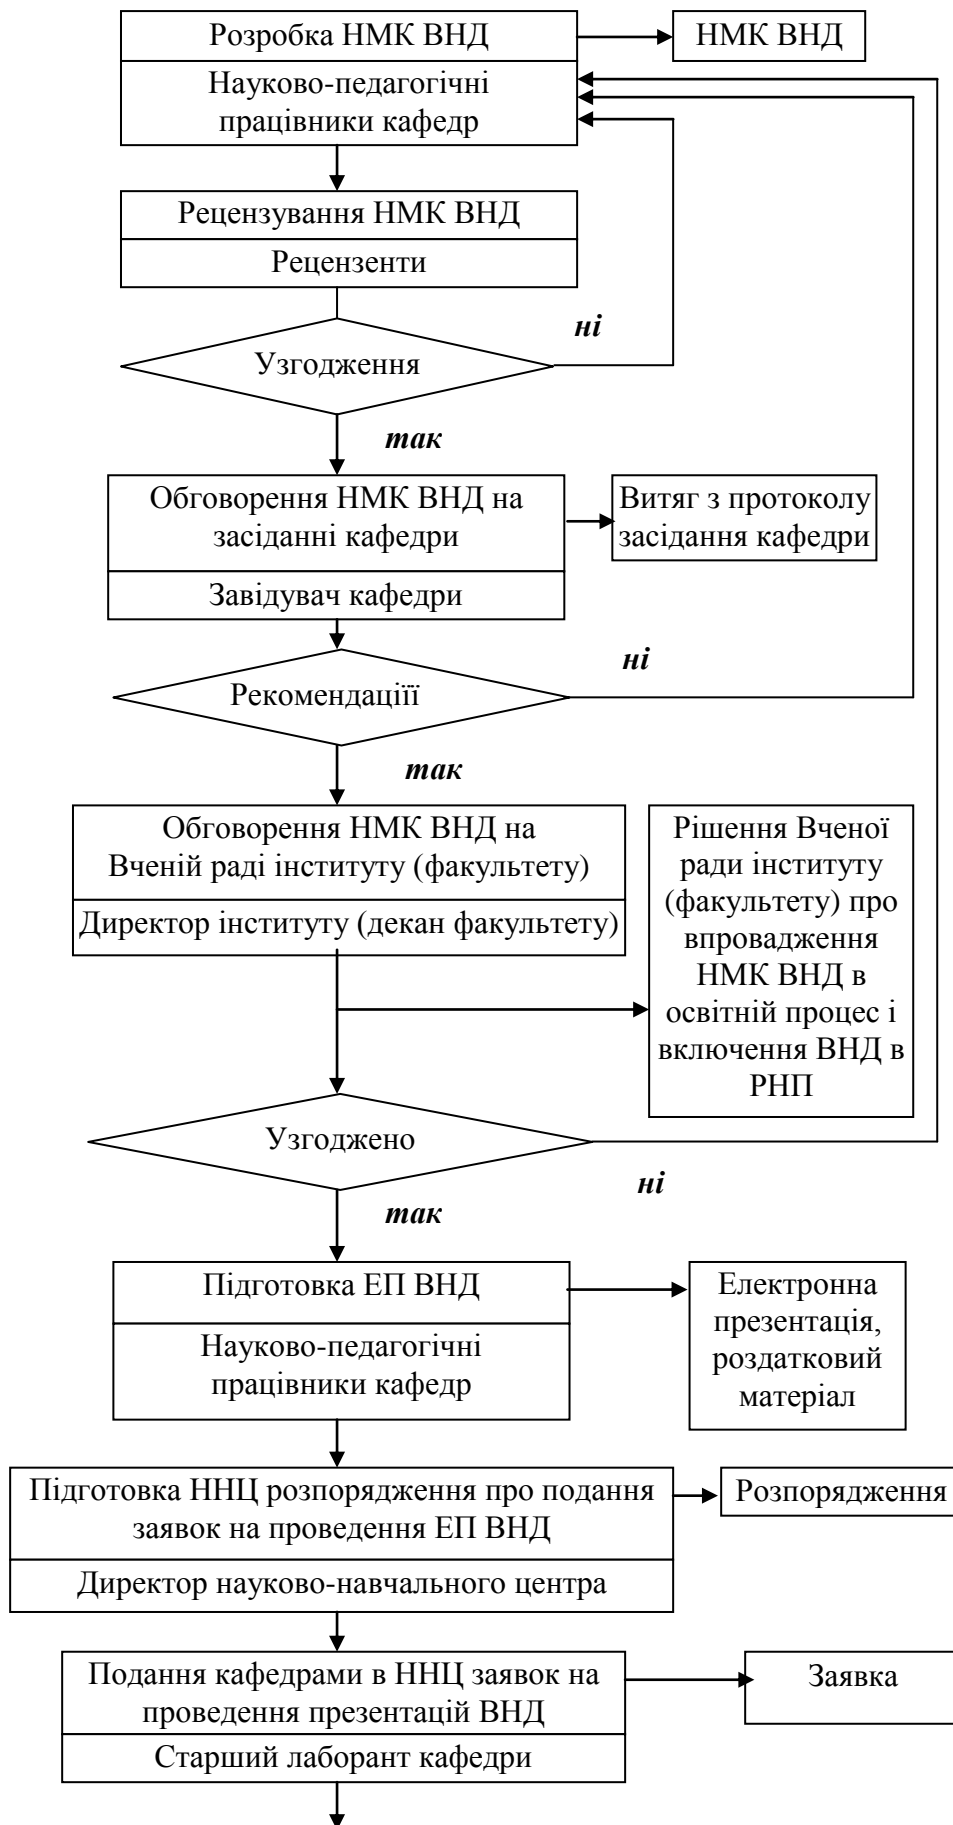 Розробка НМК ВНД
НМК ВНД
Науково-педагогічні
працівники кафедр
Рецензування НМК ВНД
Рецензенти
ні
Узгодження
так
Обговорення НМК ВНД на
засіданні кафедри
Витяг з протоколу
засідання кафедри
Завідувач кафедри
ні
Рекомендаціїї
так
Обговорення НМК ВНД на
Вченій раді інституту (факультету)
Директор інституту (декан факультету)
Рішення Вченої
ради інституту
(факультету) про
впровадження
НМК ВНД в
освітній процес і
включення ВНД в
РНП
Узгоджено
ні
так
Підготовка ЕП ВНД
Науково-педагогічні
працівники кафедр
Електронна
презентація,
роздатковий
матеріал
Підготовка ННЦ розпорядження про подання
заявок на проведення ЕП ВНД
Розпорядження
Директор науково-навчального центра
Подання кафедрами в ННЦ заявок на
проведення презентацій ВНД
Заявка
Старший лаборант кафедри